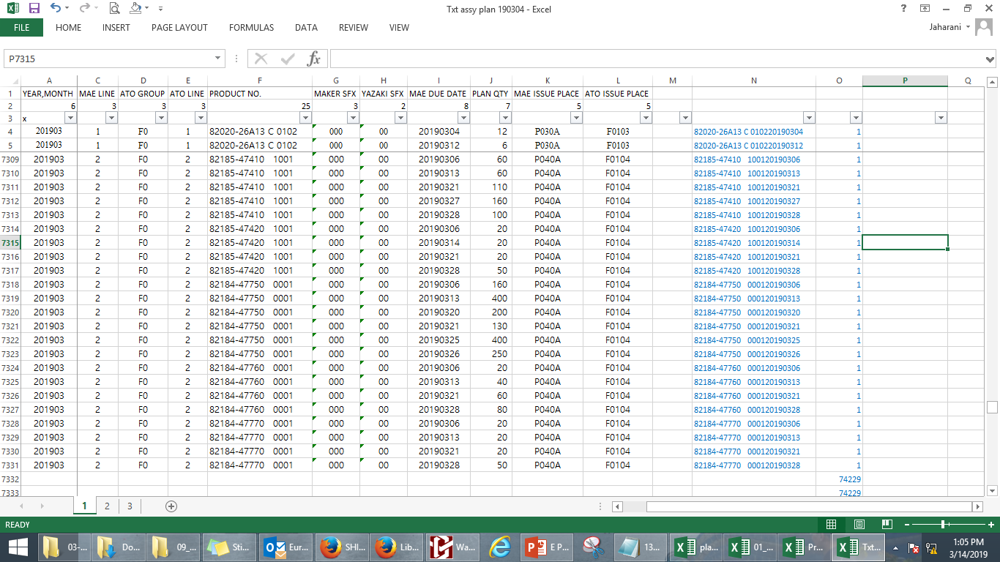 Txt assy plan 190304 - Excel
FILE HOME INSERT PAGE LAYOUT FORMULAS DATA REVIEW VIEW Jaharani
P7315 fx
A C D E F G H I J K L M N O P Q
1 YEAR,MONTH MAE LINE ATO GROUP ATO LINE PRODUCT NO. MAKER SFX YAZAKI SFX MAE DUE DATE PLAN QTY MAE ISSUE PLACE ATO ISSUE PLACE
2 6 3 3 3 25 3 2 8 7 5 5
3 x
4 201903 1 F0 1 82020-26A13 C 0102 000 00 20190304 12 P030A F0103 82020-26A13 C 010220190304 1
5 201903 1 F0 1 82020-26A13 C 0102 000 00 20190312 6 P030A F0103 82020-26A13 C 010220190312 1
7309 201903 2 F0 2 82185-47410 1001 000 00 20190306 60 P040A F0104 82185-47410 100120190306 1
7310 201903 2 F0 2 82185-47410 1001 000 00 20190313 60 P040A F0104 82185-47410 100120190313 1
7311 201903 2 F0 2 82185-47410 1001 000 00 20190321 110 P040A F0104 82185-47410 100120190321 1
7312 201903 2 F0 2 82185-47410 1001 000 00 20190327 160 P040A F0104 82185-47410 100120190327 1
7313 201903 2 F0 2 82185-47410 1001 000 00 20190328 100 P040A F0104 82185-47410 100120190328 1
7314 201903 2 F0 2 82185-47420 1001 000 00 20190306 20 P040A F0104 82185-47420 100120190306 1
7315 201903 2 F0 2 82185-47420 1001 000 00 20190314 20 P040A F0104 82185-47420 100120190314 1
7316 201903 2 F0 2 82185-47420 1001 000 00 20190321 20 P040A F0104 82185-47420 100120190321 1
7317 201903 2 F0 2 82185-47420 1001 000 00 20190328 50 P040A F0104 82185-47420 100120190328 1
7318 201903 2 F0 2 82184-47750 0001 000 00 20190306 160 P040A F0104 82184-47750 000120190306 1
7319 201903 2 F0 2 82184-47750 0001 000 00 20190313 400 P040A F0104 82184-47750 000120190313 1
7320 201903 2 F0 2 82184-47750 0001 000 00 20190320 200 P040A F0104 82184-47750 000120190320 1
7321 201903 2 F0 2 82184-47750 0001 000 00 20190321 130 P040A F0104 82184-47750 000120190321 1
7322 201903 2 F0 2 82184-47750 0001 000 00 20190325 400 P040A F0104 82184-47750 000120190325 1
7323 201903 2 F0 2 82184-47750 0001 000 00 20190326 250 P040A F0104 82184-47750 000120190326 1
7324 201903 2 F0 2 82184-47760 0001 000 00 20190306 20 P040A F0104 82184-47760 000120190306 1
7325 201903 2 F0 2 82184-47760 0001 000 00 20190313 40 P040A F0104 82184-47760 000120190313 1
7326 201903 2 F0 2 82184-47760 0001 000 00 20190321 60 P040A F0104 82184-47760 000120190321 1
7327 201903 2 F0 2 82184-47760 0001 000 00 20190328 80 P040A F0104 82184-47760 000120190328 1
7328 201903 2 F0 2 82184-47770 0001 000 00 20190306 20 P040A F0104 82184-47770 000120190306 1
7329 201903 2 F0 2 82184-47770 0001 000 00 20190313 20 P040A F0104 82184-47770 000120190313 1
7330 201903 2 F0 2 82184-47770 0001 000 00 20190321 20 P040A F0104 82184-47770 000120190321 1
7331 201903 2 F0 2 82184-47770 0001 000 00 20190328 50 P040A F0104 82184-47770 000120190328 1
7332 74229
7333 74229
1 2 3
READY
03-... Do... 09_... Sti... Eur... SHI... Lib... Wa... E P... 13... pla... 01_... Pr... Txt... 1:05 PM
3/14/2019